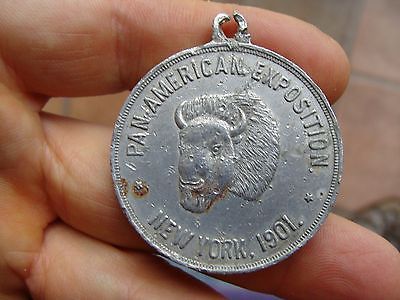 PAN-AMERICAN EXPOSITION
NEW YORK, 1901.